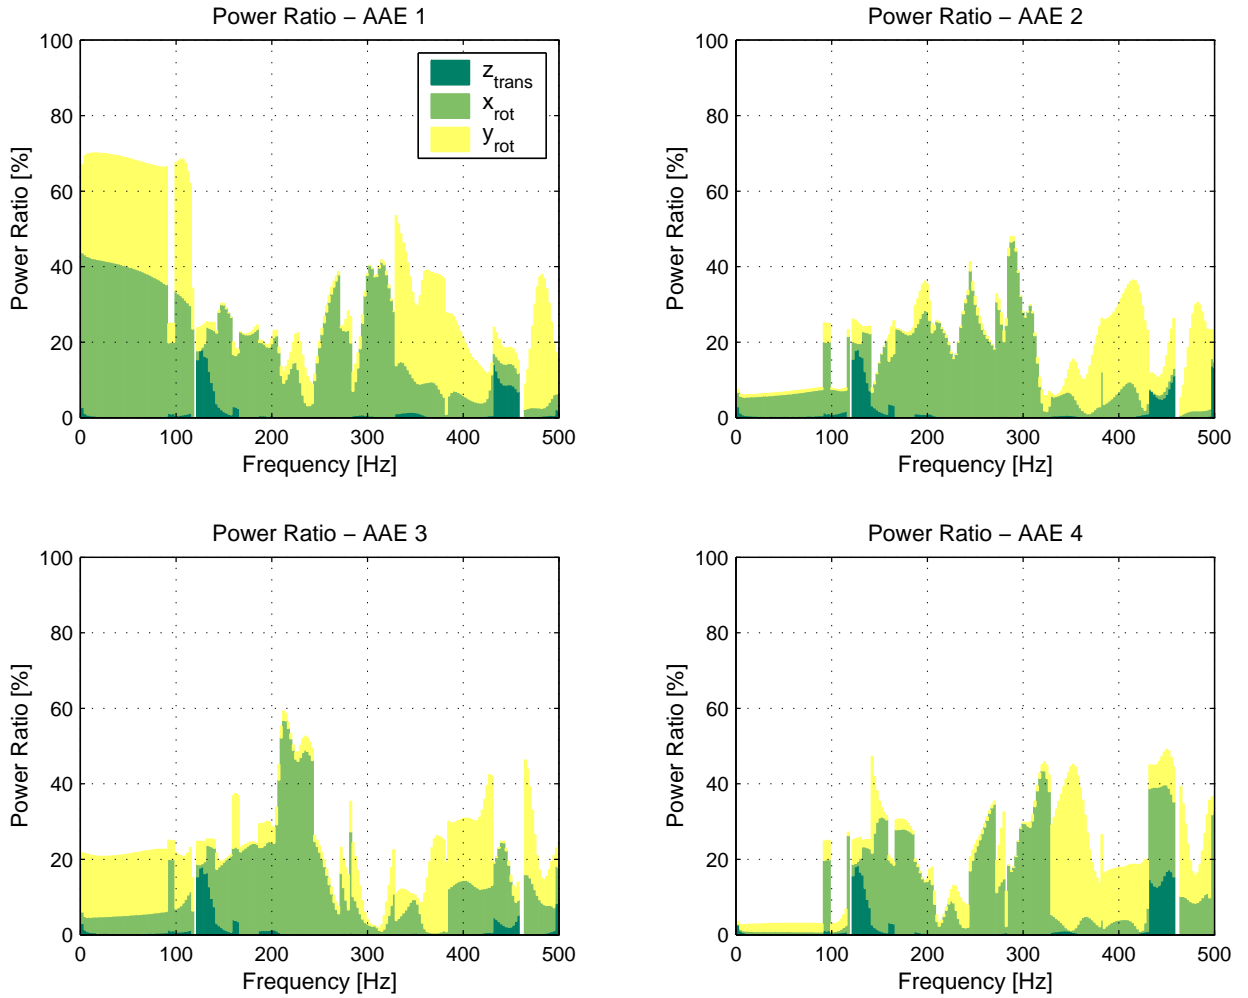 Power Ratio – AAE 1
Power Ratio [%]
100
80
60
40
20
0
0 100 200 300 400 500
Frequency [Hz]
z_trans
x_rot
y_rot
Power Ratio – AAE 2
Power Ratio [%]
100
80
60
40
20
0
0 100 200 300 400 500
Frequency [Hz]
Power Ratio – AAE 3
Power Ratio [%]
100
80
60
40
20
0
0 100 200 300 400 500
Frequency [Hz]
Power Ratio – AAE 4
Power Ratio [%]
100
80
60
40
20
0
0 100 200 300 400 500
Frequency [Hz]